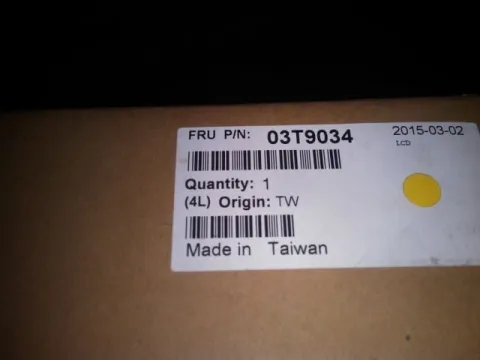 FRU P/N: 03T9034 2015-03-02
LCD
Quantity: 1
(4L) Origin: TW
Made in Taiwan